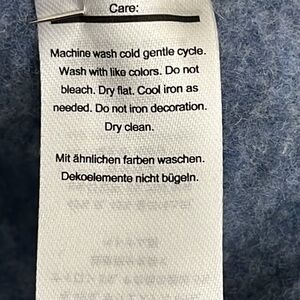 Care:
Machine wash cold gentle cycle.
Wash with like colors. Do not
bleach. Dry flat. Cool iron as
needed. Do not iron decoration.
Dry clean.
Mit ähnlichen farben waschen.
Dekoelemente nicht bügeln.